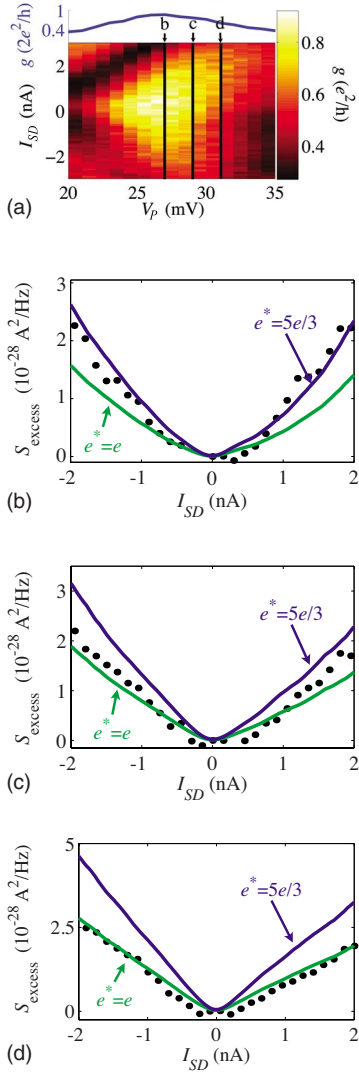 g (2e²/h)
1
0.4
b c d
I_SD (nA)
2
0
−2
20 25 30 35
V_P (mV)
0.8
0.6
0.4
g (e²/h)
(a)
S_excess (10⁻²⁸ A²/Hz)
3
2
1
0
e*=5e/3
e*=e
-2 -1 0 1 2
I_SD (nA)
(b)
S_excess (10⁻²⁸ A²/Hz)
3
2
1
0
e*=5e/3
e*=e
-2 -1 0 1 2
I_SD (nA)
(c)
S_excess (10⁻²⁸ A²/Hz)
5
2.5
0
e*=5e/3
e*=e
-2 -1 0 1 2
I_SD (nA)
(d)